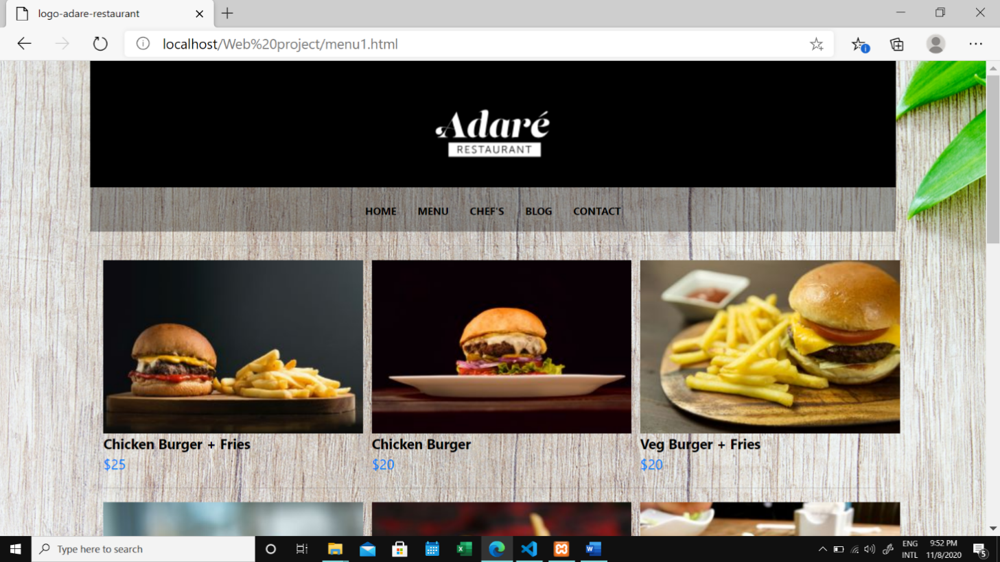 logo-adare-restaurant
localhost/Web%20project/menu1.html
Adaré
RESTAURANT
HOME MENU CHEF'S BLOG CONTACT
Chicken Burger + Fries
$25
Chicken Burger
$20
Veg Burger + Fries
$20
Type here to search
ENG
INTL
9:52 PM
11/8/2020
5